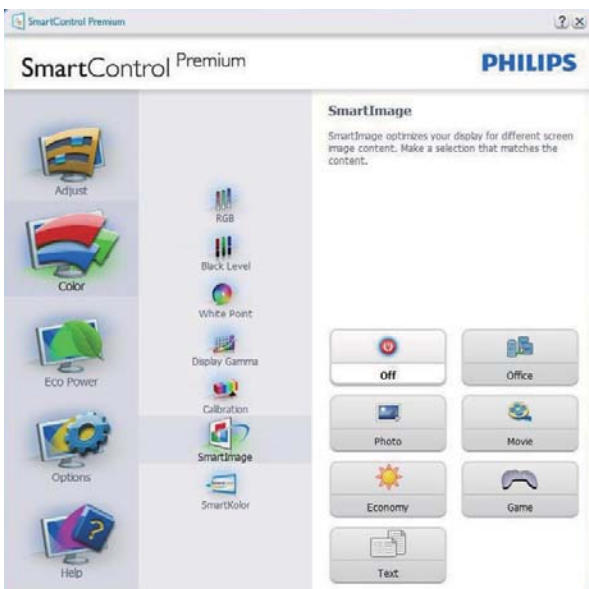 SmartControl Premium
SmartControl Premium
PHILIPS
Adjust
Color
Eco Power
Options
Help
RGB
Black Level
White Point
Display Gamma
Calibration
SmartImage
SmartKolor
SmartImage
SmartImage optimizes your display for different screen
image content. Make a selection that matches the
content.
Off
Office
Photo
Movie
Economy
Game
Text